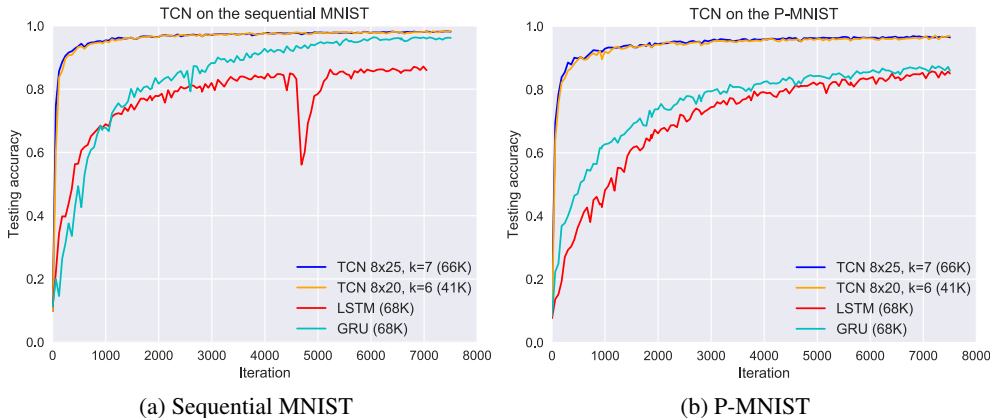 TCN on the sequential MNIST
1.0
0.8
0.6
0.4
0.2
0.0
Testing accuracy
TCN 8x25, k=7 (66K)
TCN 8x20, k=6 (41K)
LSTM (68K)
GRU (68K)
0 1000 2000 3000 4000 5000 6000 7000 8000
Iteration
(a) Sequential MNIST
TCN on the P-MNIST
1.0
0.8
0.6
0.4
0.2
0.0
Testing accuracy
TCN 8x25, k=7 (66K)
TCN 8x20, k=6 (41K)
LSTM (68K)
GRU (68K)
0 1000 2000 3000 4000 5000 6000 7000 8000
Iteration
(b) P-MNIST